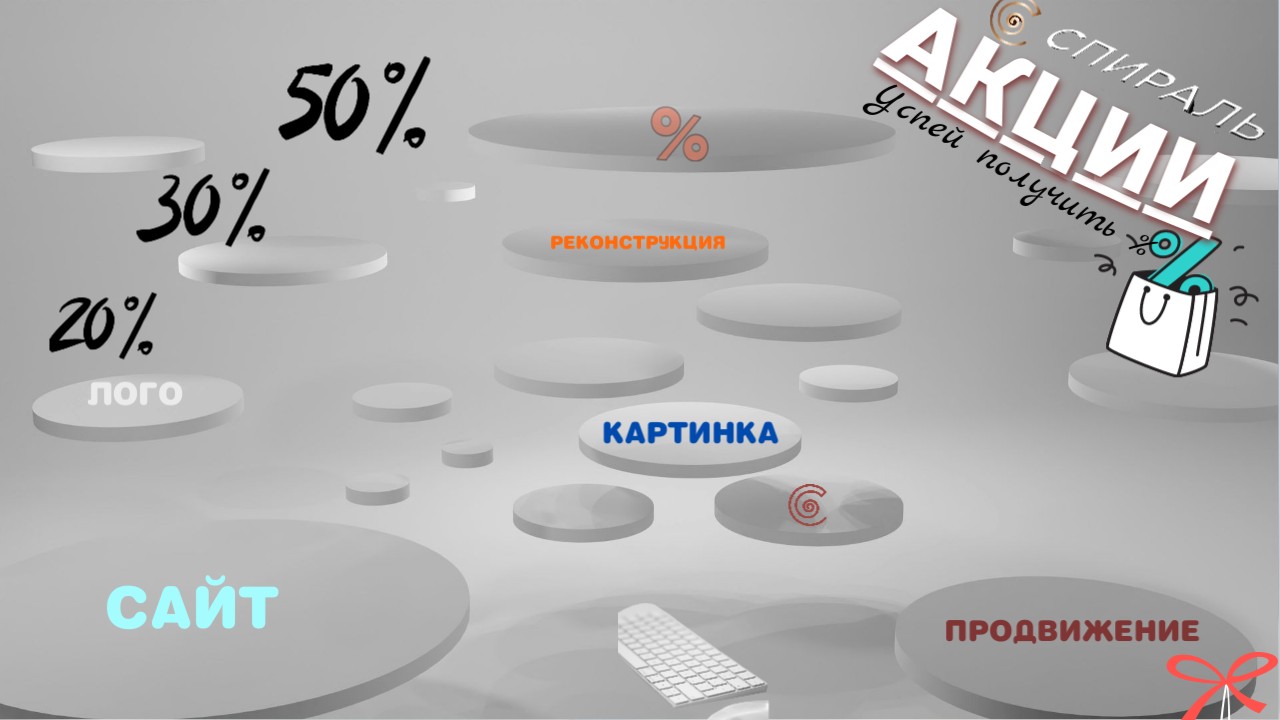 СПИРАЛЬ
АКЦИИ
Успей получить %
50%
%
30%
РЕКОНСТРУКЦИЯ
20%
ЛОГО
КАРТИНКА
САЙТ
ПРОДВИЖЕНИЕ